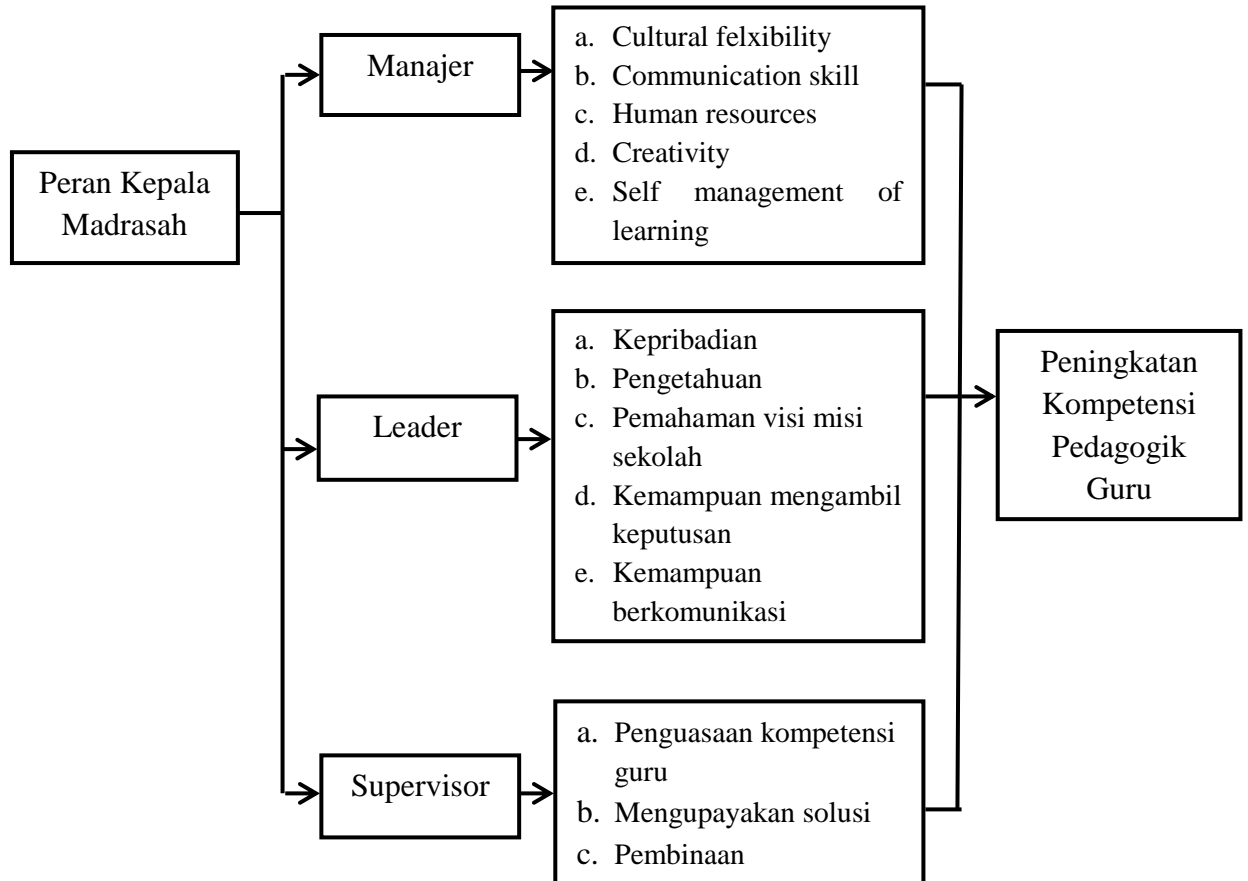 Peran Kepala
Madrasah
Manajer
a. Cultural felxibility
b. Communication skill
c. Human resources
d. Creativity
e. Self management of
learning
Leader
a. Kepribadian
b. Pengetahuan
c. Pemahaman visi misi
sekolah
d. Kemampuan mengambil
keputusan
e. Kemampuan
berkomunikasi
Supervisor
a. Penguasaan kompetensi
guru
b. Mengupayakan solusi
c. Pembinaan
Peningkatan
Kompetensi
Pedagogik
Guru